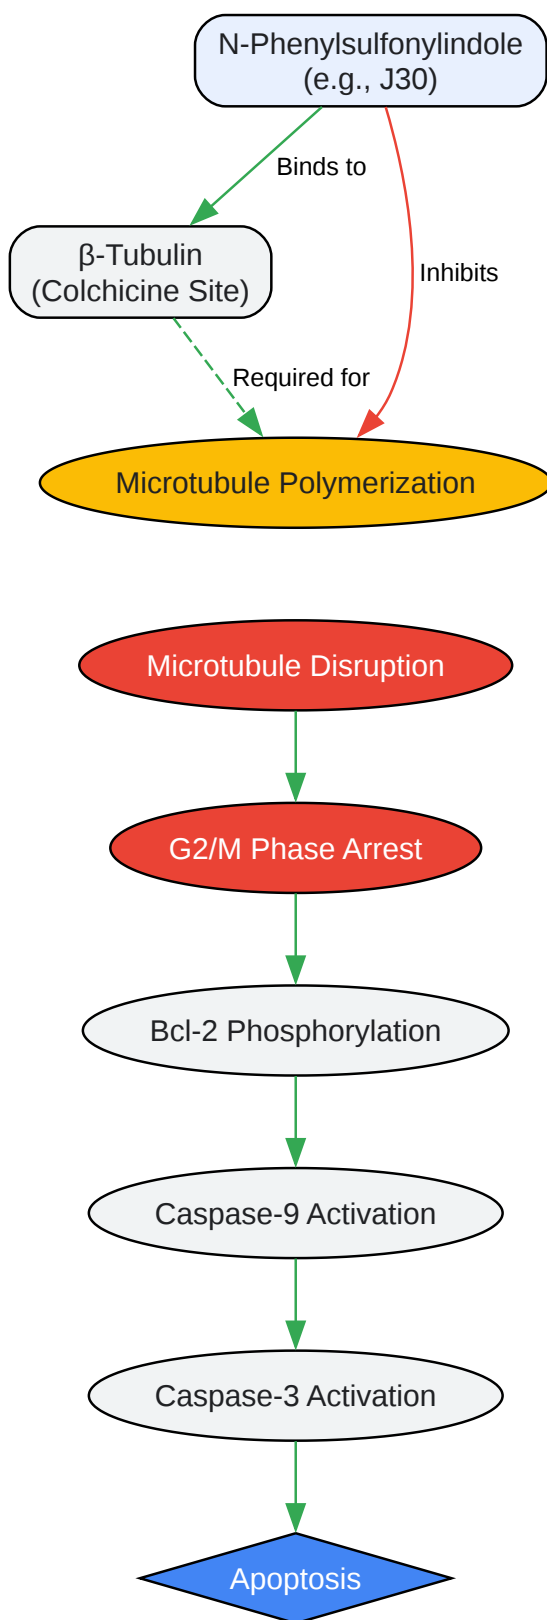 N-Phenylsulfonylindole
(e.g., J30)
Binds to
β-Tubulin
(Colchicine Site)
Inhibits
Required for
Microtubule Polymerization
Microtubule Disruption
G2/M Phase Arrest
Bcl-2 Phosphorylation
Caspase-9 Activation
Caspase-3 Activation
Apoptosis